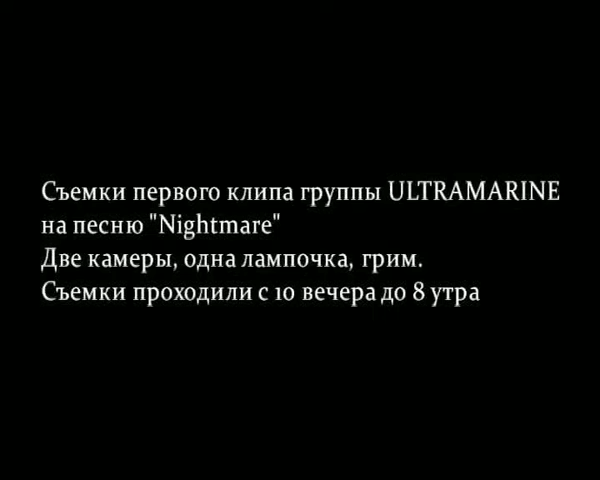 Съемки первого клипа группы ULTRAMARINE
на песню "Nightmare"
Две камеры, одна лампочка, грим.
Съемки проходили с 10 вечера до 8 утра